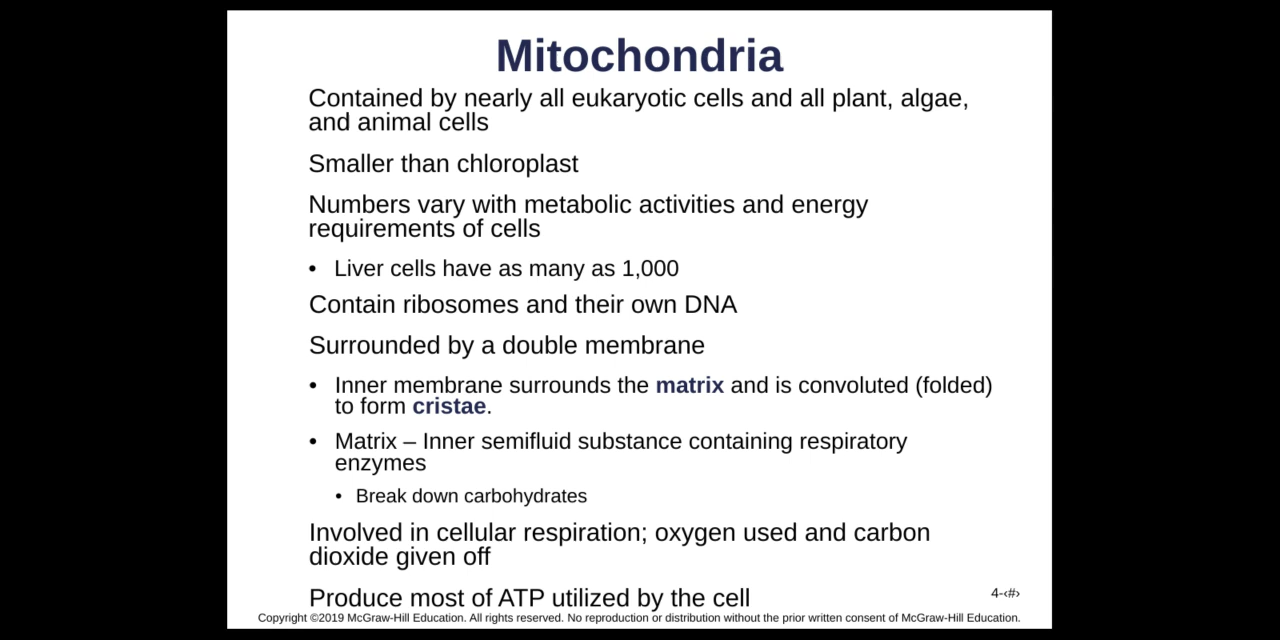 Mitochondria
Contained by nearly all eukaryotic cells and all plant, algae,
and animal cells
Smaller than chloroplast
Numbers vary with metabolic activities and energy
requirements of cells
• Liver cells have as many as 1,000
Contain ribosomes and their own DNA
Surrounded by a double membrane
• Inner membrane surrounds the matrix and is convoluted (folded)
to form cristae.
• Matrix – Inner semifluid substance containing respiratory
enzymes
• Break down carbohydrates
Involved in cellular respiration; oxygen used and carbon
dioxide given off
Produce most of ATP utilized by the cell
4-‹#›
Copyright ©2019 McGraw-Hill Education. All rights reserved. No reproduction or distribution without the prior written consent of McGraw-Hill Education.